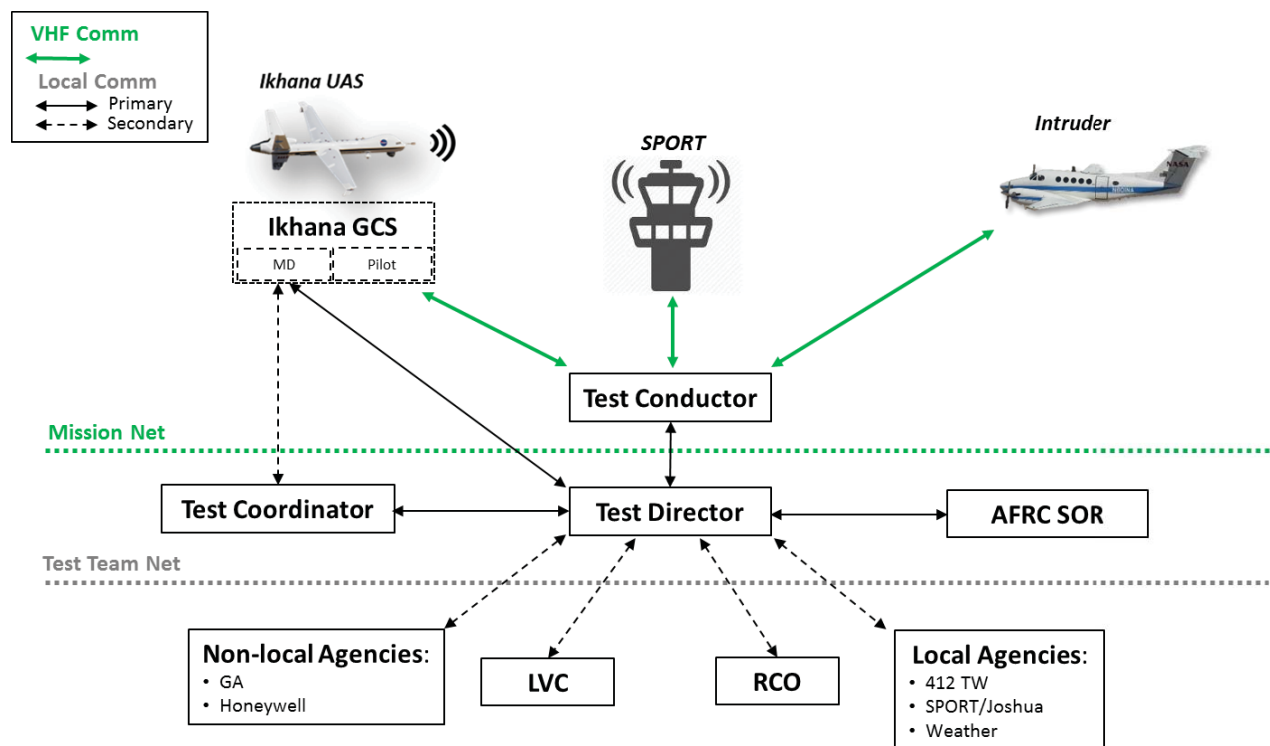 VHF Comm
Local Comm
Primary
Secondary
Ikhana UAS
SPORT
Intruder
NASA
Ikhana GCS
MD
Pilot
Test Conductor
Mission Net
Test Coordinator
Test Director
AFRC SOR
Test Team Net
Non-local Agencies:
• GA
• Honeywell
LVC
RCO
Local Agencies:
• 412 TW
• SPORT/Joshua
• Weather